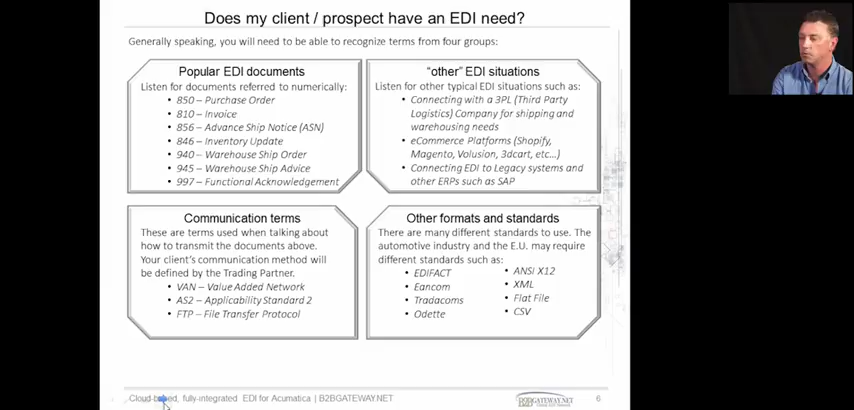 Does my client / prospect have an EDI need?
Generally speaking, you will need to be able to recognize terms from four groups:
Popular EDI documents
Listen for documents referred to numerically:
• 850 – Purchase Order
• 810 – Invoice
• 856 – Advance Ship Notice (ASN)
• 846 – Inventory Update
• 940 – Warehouse Ship Order
• 945 – Warehouse Ship Advice
• 997 – Functional Acknowledgement
“other” EDI situations
Listen for other typical EDI situations such as:
• Connecting with a 3PL (Third Party
Logistics) Company for shipping and
warehousing needs
• eCommerce Platforms (Shopify,
Magento, Volusion, 3dcart, etc...)
• Connecting EDI to Legacy systems and
other ERPs such as SAP
Communication terms
These are terms used when talking about
how to transmit the documents above.
Your client's communication method will
be defined by the Trading Partner.
• VAN – Value Added Network
• AS2 – Applicability Standard 2
• FTP – File Transfer Protocol
Other formats and standards
There are many different standards to use. The
automotive industry and the E.U. may require
different standards such as:
• EDIFACT
• Eancom
• Tradacoms
• Odette
• ANSI X12
• XML
• Flat File
• CSV
Cloud-based, fully-integrated EDI for Acumatica | B2BGATEWAY.NET
6